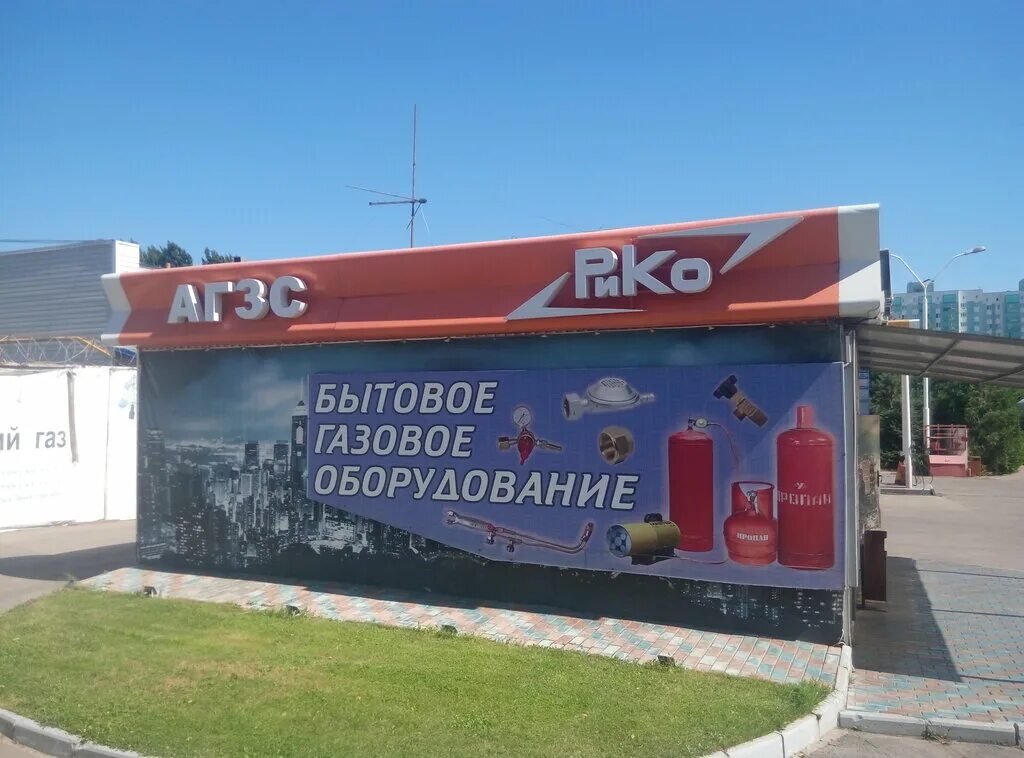 АГЗС
РиКо
БЫТОВОЕ
ГАЗОВОЕ
ОБОРУДОВАНИЕ
ПРОПАН
ПРОПАН
ий газ